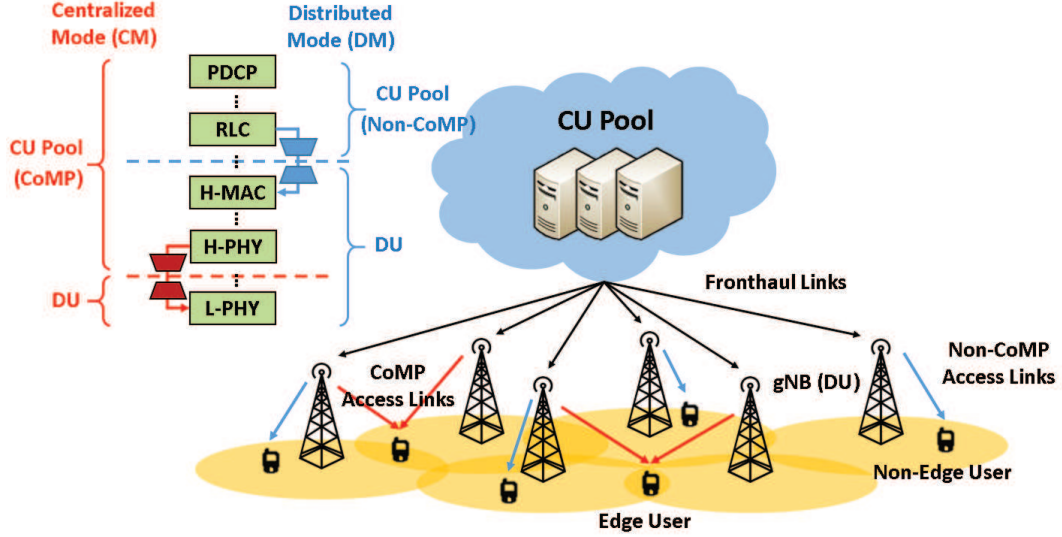 Centralized
Mode (CM)
Distributed
Mode (DM)
PDCP
RLC
H-MAC
H-PHY
L-PHY
CU Pool
(CoMP)
DU
CU Pool
(Non-CoMP)
DU
CU Pool
Fronthaul Links
CoMP
Access Links
gNB (DU)
Non-CoMP
Access Links
Non-Edge User
Edge User